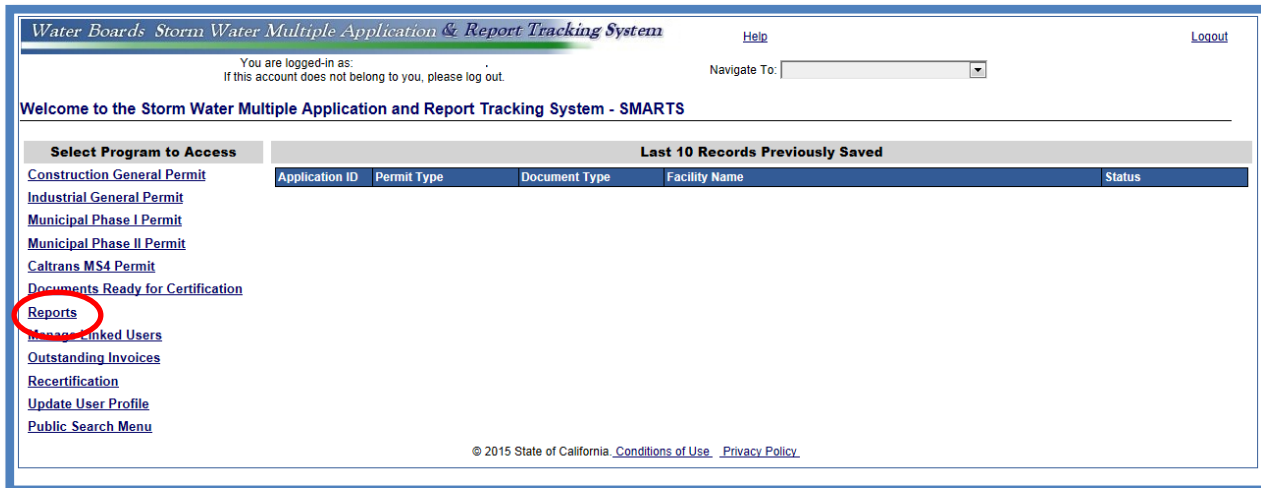 Water Boards Storm Water Multiple Application & Report Tracking System
Help
Logout
You are logged-in as: .
If this account does not belong to you, please log out.
Navigate To:
Welcome to the Storm Water Multiple Application and Report Tracking System - SMARTS
Select Program to Access
Last 10 Records Previously Saved
Construction General Permit
Application ID Permit Type Document Type Facility Name Status
Industrial General Permit
Municipal Phase I Permit
Municipal Phase II Permit
Caltrans MS4 Permit
Documents Ready for Certification
Reports
Manage Linked Users
Outstanding Invoices
Recertification
Update User Profile
Public Search Menu
© 2015 State of California. Conditions of Use Privacy Policy